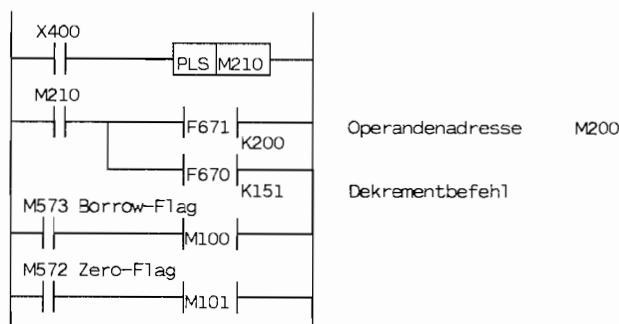 X400
PLS M210
M210
F671 K200 Operandenadresse M200
F670 K151 Dekrementbefehl
M573 Borrow-Flag
M100
M572 Zero-Flag
M101